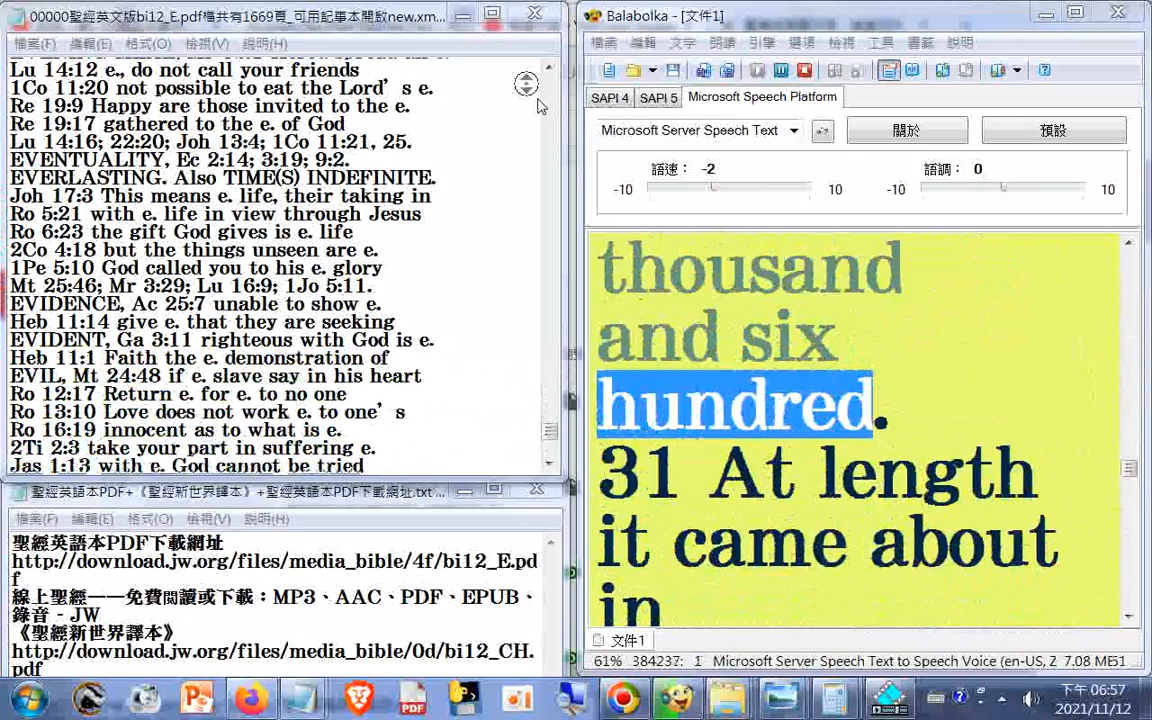 00000聖經英文版bi12_E.pdf檔共有1669頁_可用記事本開啟new.xm...
檔案(F) 編輯(E) 格式(O) 檢視(V) 說明(H)
Lu 14:12 e., do not call your friends
1Co 11:20 not possible to eat the Lord’s e.
Re 19:9 Happy are those invited to the e.
Re 19:17 gathered to the e. of God
Lu 14:16; 22:20; Joh 13:4; 1Co 11:21, 25.
EVENTUALITY, Ec 2:14; 3:19; 9:2.
EVERLASTING. Also TIME(S) INDEFINITE.
Joh 17:3 This means e. life, their taking in
Ro 5:21 with e. life in view through Jesus
Ro 6:23 the gift God gives is e. life
2Co 4:18 but the things unseen are e.
1Pe 5:10 God called you to his e. glory
Mt 25:46; Mr 3:29; Lu 16:9; 1Jo 5:11.
EVIDENCE, Ac 25:7 unable to show e.
Heb 11:14 give e. that they are seeking
EVIDENT, Ga 3:11 righteous with God is e.
Heb 11:1 Faith the e. demonstration of
EVIL, Mt 24:48 if e. slave say in his heart
Ro 12:17 Return e. for e. to no one
Ro 13:10 Love does not work e. to one’s
Ro 16:19 innocent as to what is e.
2Ti 2:3 take your part in suffering e.
Jas 1:13 with e. God cannot be tried
聖經英語本PDF+《聖經新世界譯本》+聖經英語本PDF下載網址.txt ...
檔案(F) 編輯(E) 格式(O) 檢視(V) 說明(H)
聖經英語本PDF下載網址
http://download.jw.org/files/media_bible/4f/bi12_E.pd
f
線上聖經──免費閱讀或下載：MP3、AAC、PDF、EPUB、
錄音 - JW
《聖經新世界譯本》
http://download.jw.org/files/media_bible/0d/bi12_CH.
pdf
Balabolka - [文件1]
檔案 編輯 文字 朗讀 引擎 選項 檢視 工具 書籤 說明
SAPI 4 SAPI 5 Microsoft Speech Platform
Microsoft Server Speech Text 關於 預設
語速： -2 語調： 0
-10 10 -10 10
thousand
and six
hundred.
31 At length
it came about
in
文件1
61% 384237: 1 Microsoft Server Speech Text to Speech Voice (en-US, Z 7.08 ME51
下午 06:57
2021/11/12